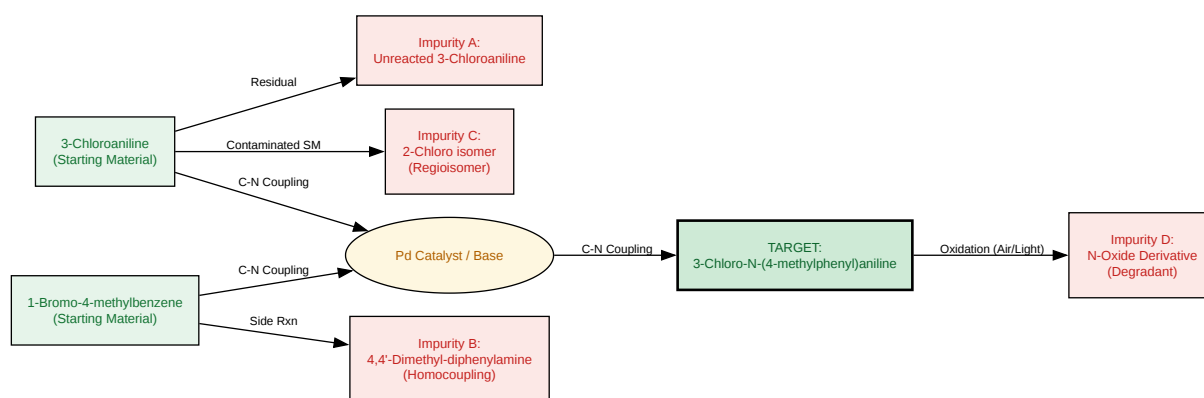 Impurity A:
Unreacted 3-Chloroaniline
Residual
3-Chloroaniline
(Starting Material)
Contaminated SM
Impurity C:
2-Chloro isomer
(Regioisomer)
C-N Coupling
Pd Catalyst / Base
C-N Coupling
TARGET:
3-Chloro-N-(4-methylphenyl)aniline
Oxidation (Air/Light)
Impurity D:
N-Oxide Derivative
(Degradant)
C-N Coupling
1-Bromo-4-methylbenzene
(Starting Material)
Side Rxn
Impurity B:
4,4'-Dimethyl-diphenylamine
(Homocoupling)